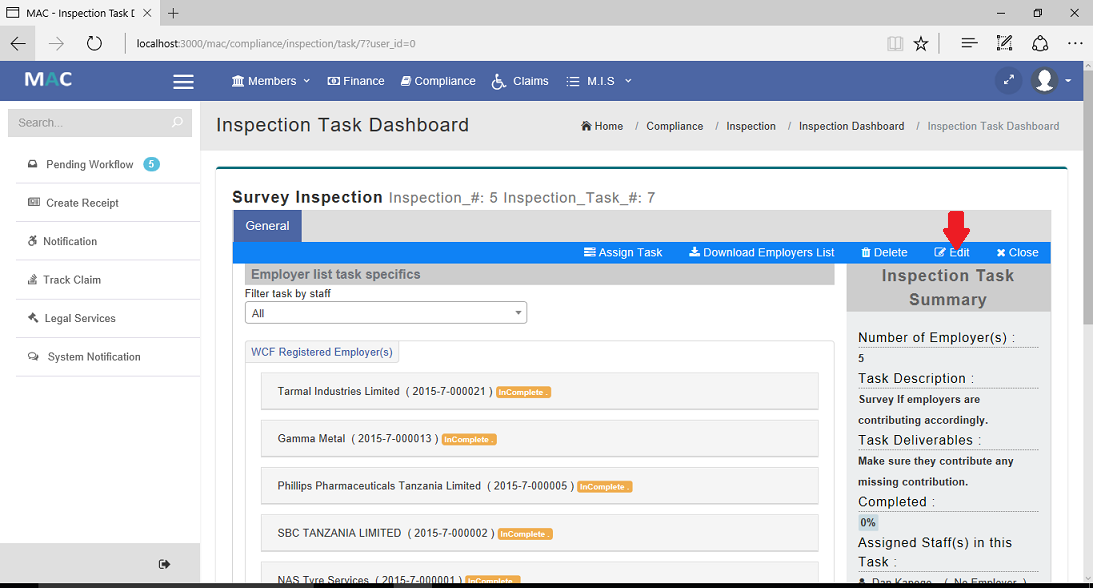 MAC - Inspection Task D
localhost:3000/mac/compliance/inspection/task/7?user_id=0
MAC
Members
Finance
Compliance
Claims
M.I.S
Search...
Inspection Task Dashboard
Home / Compliance / Inspection / Inspection Dashboard / Inspection Task Dashboard
Pending Workflow 5
Create Receipt
Notification
Track Claim
Legal Services
System Notification
Survey Inspection Inspection_#: 5 Inspection_Task_#: 7
General
Assign Task
Download Employers List
Delete
Edit
Close
Employer list task specifics
Filter task by staff
All
WCF Registered Employer(s)
Tarmal Industries Limited ( 2015-7-000021 ) InComplete .
Gamma Metal ( 2015-7-000013 ) InComplete .
Phillips Pharmaceuticals Tanzania Limited ( 2015-7-000005 ) InComplete .
SBC TANZANIA LIMITED ( 2015-7-000002 ) InComplete .
NAS Tyre Services ( 2015-7-000001 ) InComplete .
Inspection Task
Summary
Number of Employer(s) :
5
Task Description :
Survey If employers are
contributing accordingly.
Task Deliverables :
Make sure they contribute any
missing contribution.
Completed :
0%
Assigned Staff(s) in this
Task :
Dan Kapego ( No Employer )